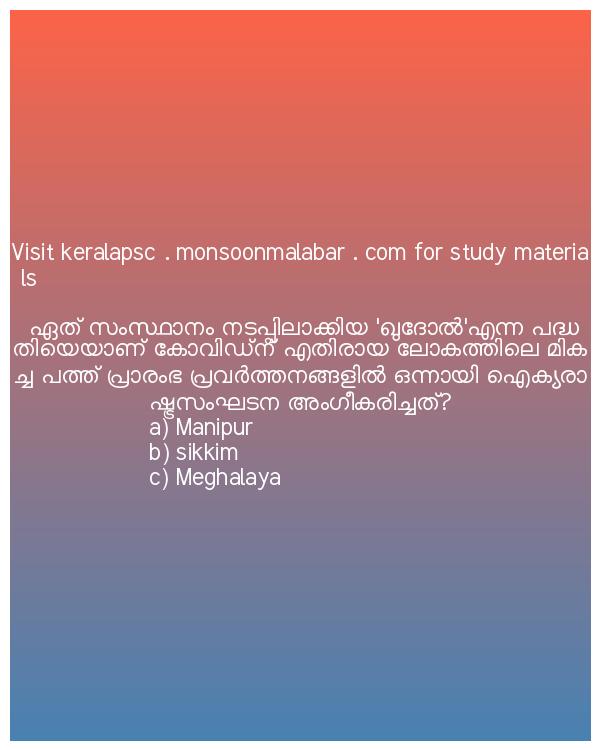 Visit keralapsc . monsoonmalabar . com for study materia
ls
ഏത് സംസ്ഥാനം നടപ്പിലാക്കിയ 'ഖുദോൽ'എന്ന പദ്ധ
തിയെയാണ് കോവിഡ്ന് എതിരായ ലോകത്തിലെ മിക
ച്ച പത്ത് പ്രാരംഭ പ്രവർത്തനങ്ങളിൽ ഒന്നായി ഐക്യരാ
ഷ്ട്രസംഘടന അംഗീകരിച്ചത്?
a) Manipur
b) sikkim
c) Meghalaya